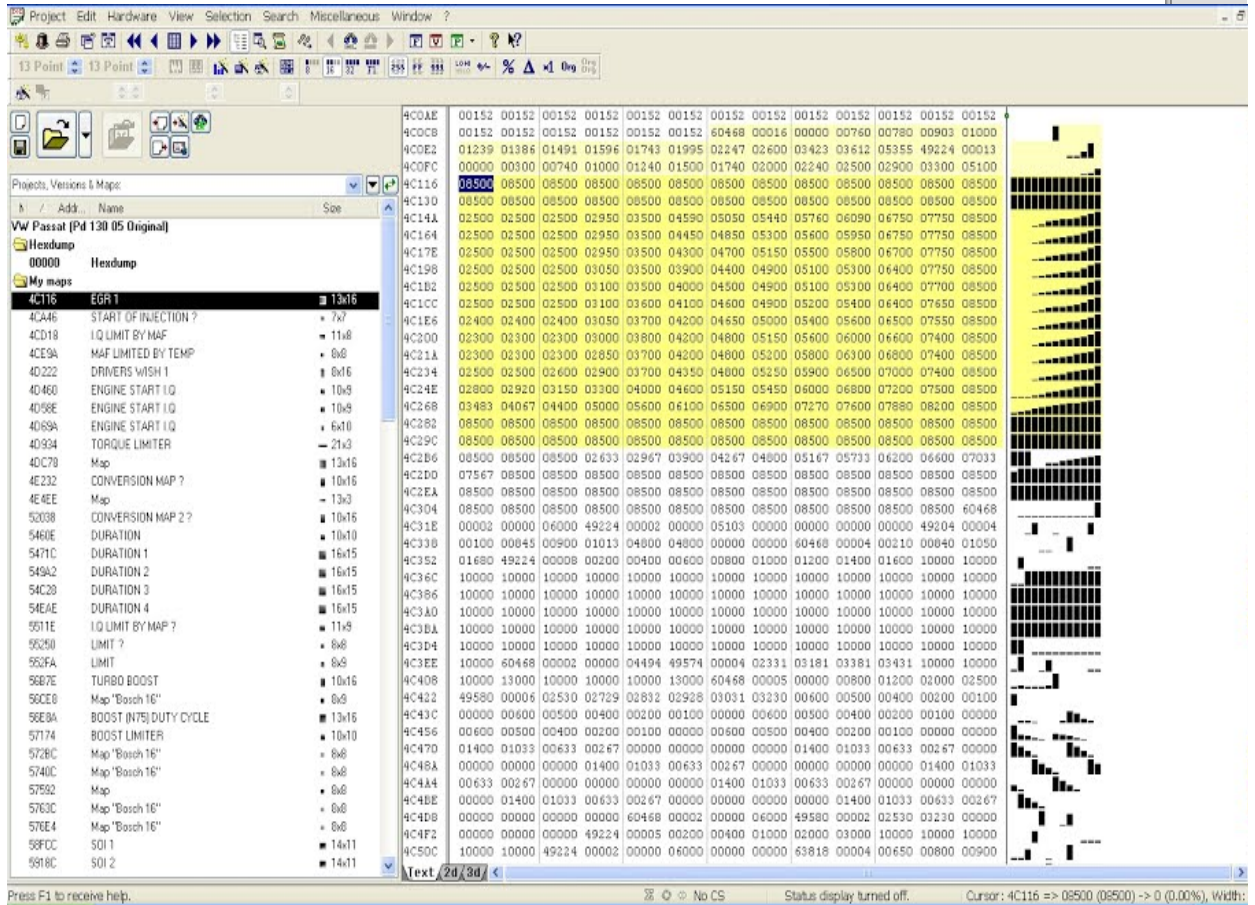 Project Edit Hardware View Selection Search Miscellaneous Window ?
13 Point 13 Point
Projects, Versions & Maps:
Name Size
VW Passat (Pd 130 05 Original)
Hexdump
00000 Hexdump
My maps
4C116 EGR 1 13x16
4CA46 START OF INJECTION ? 7x7
4CD18 I.Q LIMIT BY MAF 11x8
4CE9A MAF LIMITED BY TEMP 8x8
4D222 DRIVERS WISH 1 8x16
4D460 ENGINE START I.Q 10x9
4D58E ENGINE START I.Q 10x9
4D69A ENGINE START I.Q 6x10
4D934 TORQUE LIMITER 21x3
4DC78 Map 13x16
4E232 CONVERSION MAP ? 10x16
4E4EE Map 13x3
52038 CONVERSION MAP 2 ? 10x16
5460E DURATION 10x10
5471C DURATION 1 16x15
549A2 DURATION 2 16x15
54C28 DURATION 3 16x15
54EAE DURATION 4 16x15
5511E I.Q LIMIT BY MAP ? 11x9
55250 LIMIT ? 8x8
552FA LIMIT 8x9
56B7E TURBO BOOST 10x16
56CE8 Map "Bosch 16" 8x9
56E8A BOOST (N75) DUTY CYCLE 13x16
57174 BOOST LIMITER 10x10
572BC Map "Bosch 16" 8x8
5740C Map "Bosch 16" 8x8
57592 Map 8x8
5763C Map "Bosch 16" 8x8
576E4 Map "Bosch 16" 8x8
58FCC SOI 1 14x11
5918C SOI 2 14x11
4C0AE 00152 00152 00152 00152 00152 00152 00152 00152 00152 00152 00152 00152 00152
4C0C8 00152 00152 00152 00152 00152 00152 60468 00016 00000 00760 00780 00903 01000
4C0E2 01239 01386 01491 01596 01743 01995 02247 02600 03423 03612 05355 49224 00013
4C0FC 00000 00300 00740 01000 01240 01500 01740 02000 02240 02500 02900 03300 05100
4C116 08500 08500 08500 08500 08500 08500 08500 08500 08500 08500 08500 08500 08500
4C130 08500 08500 08500 08500 08500 08500 08500 08500 08500 08500 08500 08500 08500
4C14A 02500 02500 02500 02950 03500 04590 05050 05440 05760 06090 06750 07750 08500
4C164 02500 02500 02500 02950 03500 04450 04850 05300 05600 05950 06750 07750 08500
4C17E 02500 02500 02500 02950 03500 04300 04700 05150 05500 05800 06700 07750 08500
4C198 02500 02500 02500 03050 03500 03900 04400 04900 05100 05300 06400 07750 08500
4C1B2 02500 02500 02500 03100 03500 04000 04500 04900 05100 05300 06400 07700 08500
4C1CC 02500 02500 02500 03100 03600 04100 04600 04900 05200 05400 06400 07650 08500
4C1E6 02400 02400 02400 03050 03700 04200 04650 05000 05400 05600 06500 07550 08500
4C200 02300 02300 02300 03000 03800 04200 04800 05150 05600 06000 06600 07400 08500
4C21A 02300 02300 02300 02850 03700 04200 04800 05200 05800 06300 06800 07400 08500
4C234 02500 02500 02600 02900 03700 04350 04800 05250 05900 06500 07000 07400 08500
4C24E 02800 02920 03150 03300 04000 04600 05150 05450 06000 06800 07200 07500 08500
4C268 03483 04067 04400 05000 05600 06100 06500 06900 07270 07600 07880 08200 08500
4C282 08500 08500 08500 08500 08500 08500 08500 08500 08500 08500 08500 08500 08500
4C29C 08500 08500 08500 08500 08500 08500 08500 08500 08500 08500 08500 08500 08500
4C2B6 08500 08500 08500 02633 02967 03900 04267 04800 05167 05733 06200 06600 07033
4C2D0 07567 08500 08500 08500 08500 08500 08500 08500 08500 08500 08500 08500 08500
4C2EA 08500 08500 08500 08500 08500 08500 08500 08500 08500 08500 08500 08500 08500
4C304 08500 08500 08500 08500 08500 08500 08500 08500 08500 08500 08500 08500 60468
4C31E 00002 00000 06000 49224 00002 00000 05103 00000 00000 00000 00000 49204 00004
4C338 00100 00845 00900 01013 04800 04800 00000 00000 60468 00004 00210 00840 01050
4C352 01680 49224 00008 00200 00400 00600 00800 01000 01200 01400 01600 10000 10000
4C36C 10000 10000 10000 10000 10000 10000 10000 10000 10000 10000 10000 10000 10000
4C386 10000 10000 10000 10000 10000 10000 10000 10000 10000 10000 10000 10000 10000
4C3A0 10000 10000 10000 10000 10000 10000 10000 10000 10000 10000 10000 10000 10000
4C3BA 10000 10000 10000 10000 10000 10000 10000 10000 10000 10000 10000 10000 10000
4C3D4 10000 10000 10000 10000 10000 10000 10000 10000 10000 10000 10000 10000 10000
4C3EE 10000 60468 00002 00000 04494 49574 00004 02331 03181 03381 03431 10000 10000
4C408 10000 13000 10000 10000 10000 13000 60468 00005 00000 00800 01200 02000 02500
4C422 49580 00006 02530 02729 02832 02928 03031 03230 00600 00500 00400 00200 00100
4C43C 00000 00600 00500 00400 00200 00100 00000 00600 00500 00400 00200 00100 00000
4C456 00600 00500 00400 00200 00100 00000 00600 00500 00400 00200 00100 00000 00000
4C470 01400 01033 00633 00267 00000 00000 00000 00000 01400 01033 00633 00267 00000
4C48A 00000 00000 00000 01400 01033 00633 00267 00000 00000 00000 00000 01400 01033
4C4A4 00633 00267 00000 00000 00000 00000 01400 01033 00633 00267 00000 00000 00000
4C4BE 00000 01400 01033 00633 00267 00000 00000 00000 00000 01400 01033 00633 00267
4C4D8 00000 00000 00000 00000 60468 00002 00000 06000 49580 00002 02530 03230 00000
4C4F2 00000 00000 00000 49224 00005 00200 00400 01000 02000 03000 10000 10000 10000
4C50C 10000 10000 49224 00002 00000 06000 00000 00000 63818 00004 00650 00800 00900
Text 2d 3d
Press F1 to receive help. No CS Status display turned off. Cursor: 4C116 => 08500 (08500) -> 0 (0.00%), Width: